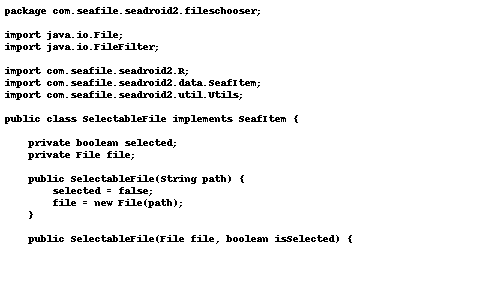 package com.seafile.seadroid2.fileschooser;
import java.io.File;
import java.io.FileFilter;
import com.seafile.seadroid2.R;
import com.seafile.seadroid2.data.SeafItem;
import com.seafile.seadroid2.util.Utils;
public class SelectableFile implements SeafItem {
private boolean selected;
private File file;
public SelectableFile(String path) {
selected = false;
file = new File(path);
}
public SelectableFile(File file, boolean isSelected) {